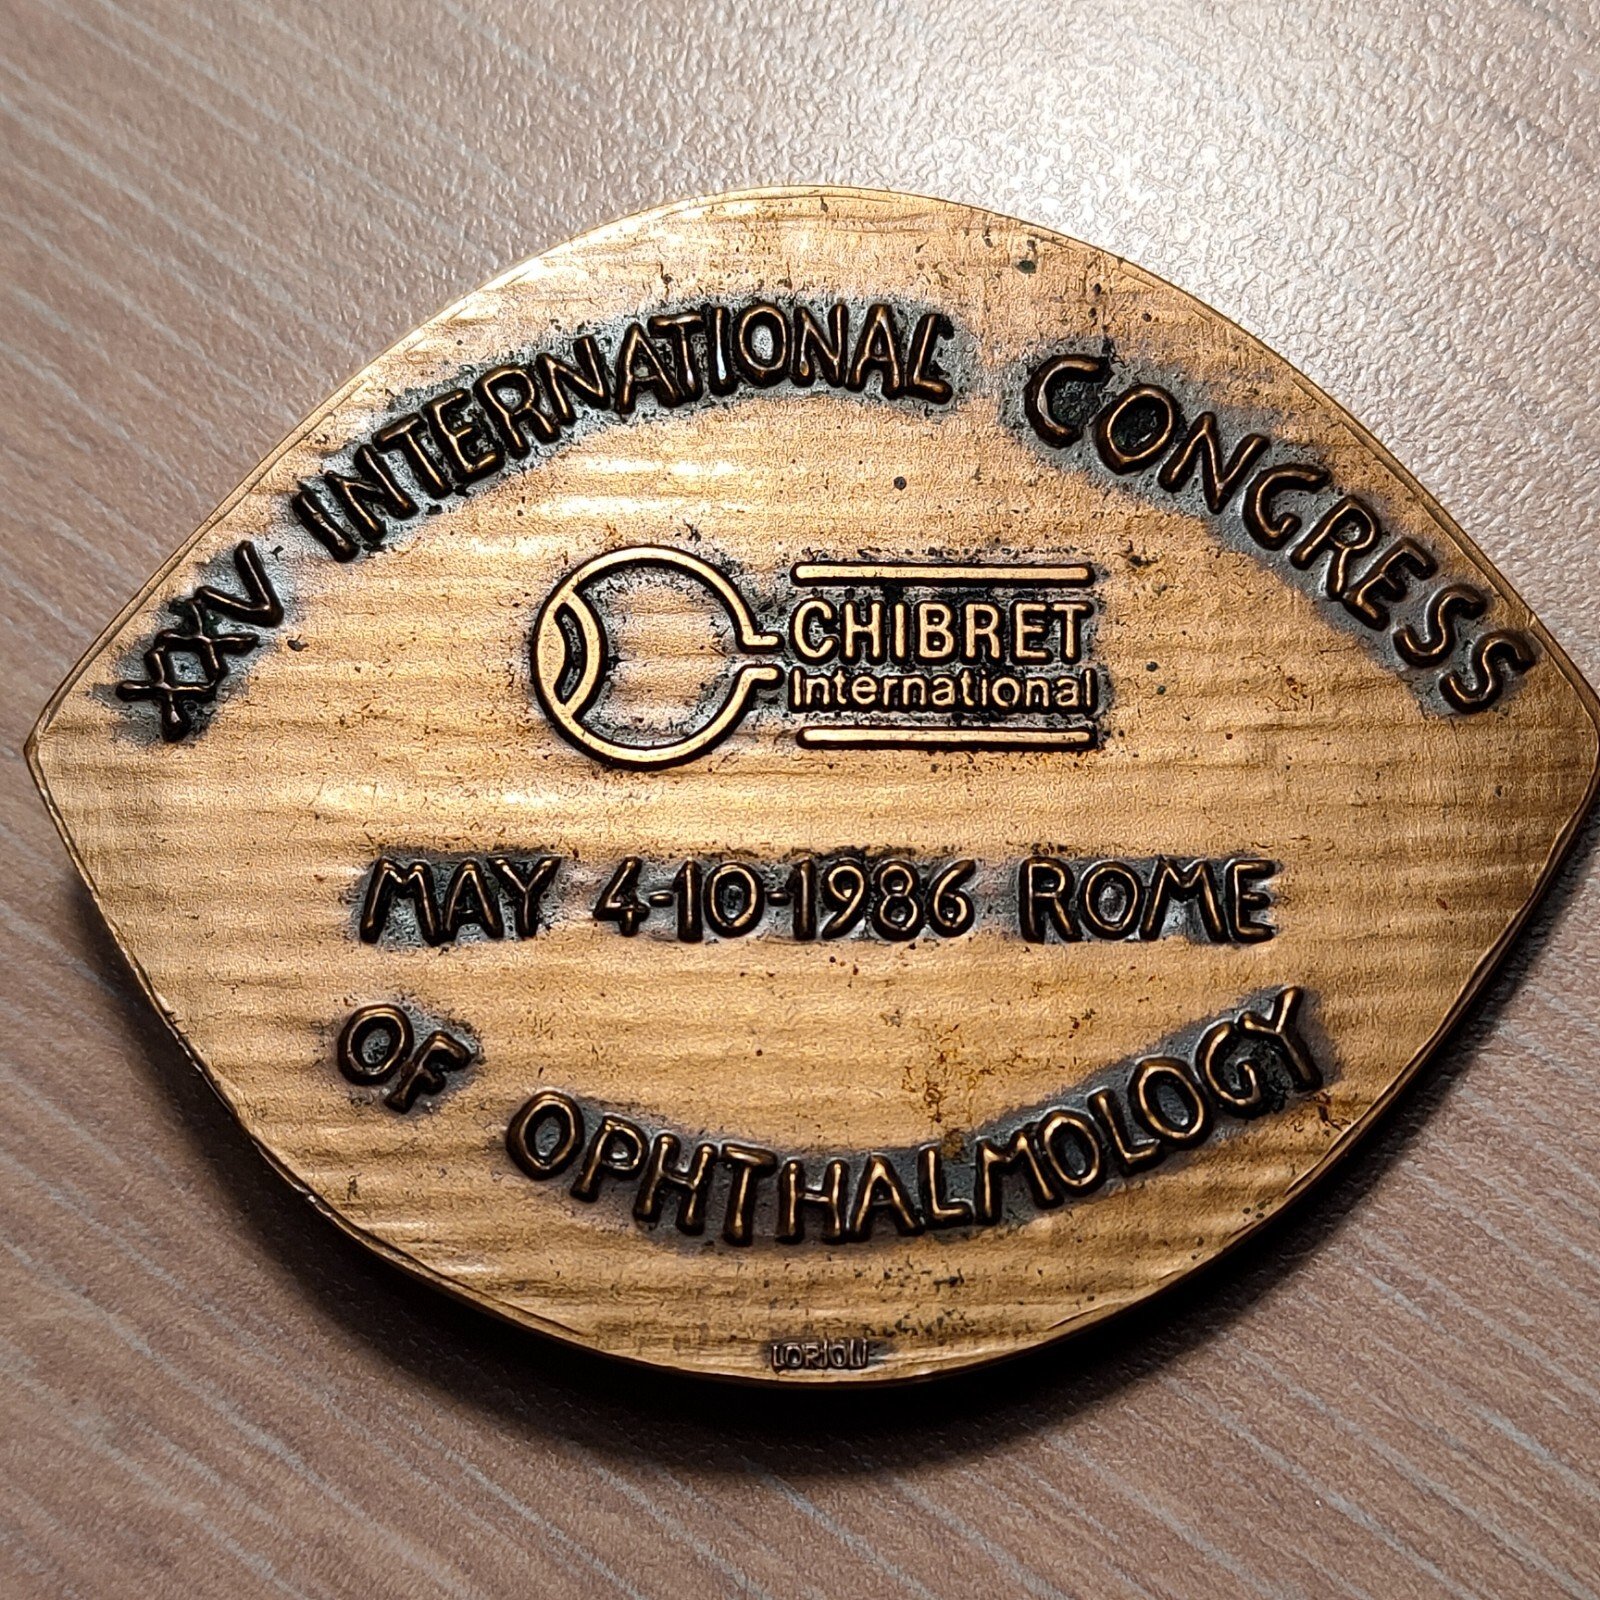 XXV INTERNATIONAL CONGRESS
CHIBRET
International
MAY 4-10-1986 ROME
OF OPHTHALMOLOGY
LORIOLI